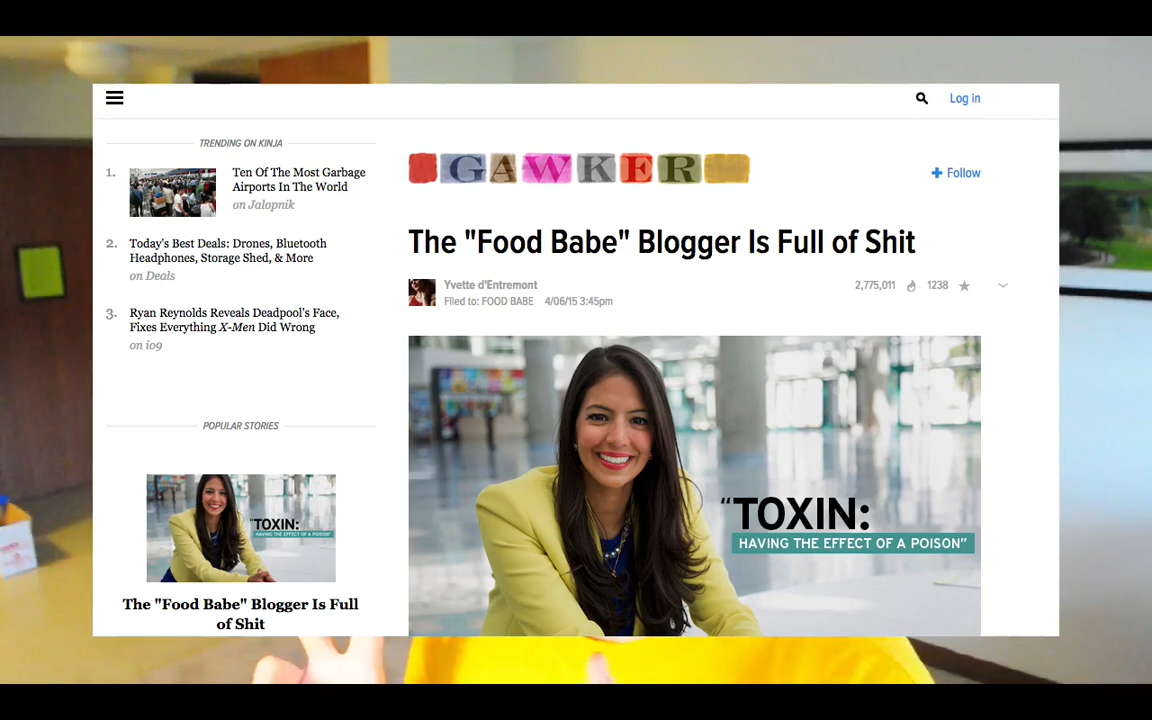 Log In
TRENDING ON KINJA
1.
Ten Of The Most Garbage
Airports In The World
on Jalopnik
2.
Today's Best Deals: Drones, Bluetooth
Headphones, Storage Shed, & More
on Deals
3.
Ryan Reynolds Reveals Deadpool's Face,
Fixes Everything X-Men Did Wrong
on io9
POPULAR STORIES
"TOXIN:
HAVING THE EFFECT OF A POISON"
The "Food Babe" Blogger Is Full
of Shit
GAWKER
+ Follow
The "Food Babe" Blogger Is Full of Shit
Yvette d'Entremont
2,775,011
1238
Filed to: FOOD BABE 4/06/15 3:45pm
"TOXIN:
HAVING THE EFFECT OF A POISON"